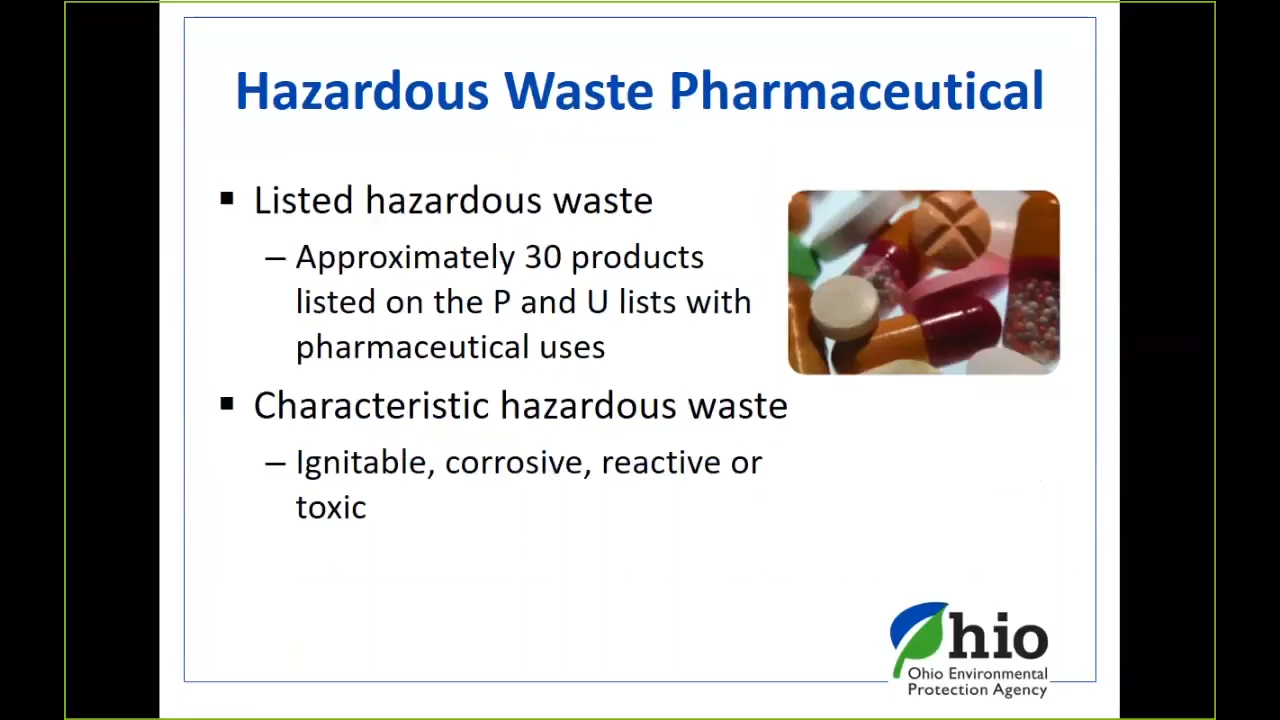 Hazardous Waste Pharmaceutical
▪ Listed hazardous waste
– Approximately 30 products
listed on the P and U lists with
pharmaceutical uses
▪ Characteristic hazardous waste
– Ignitable, corrosive, reactive or
toxic
Ohio
Ohio Environmental
Protection Agency